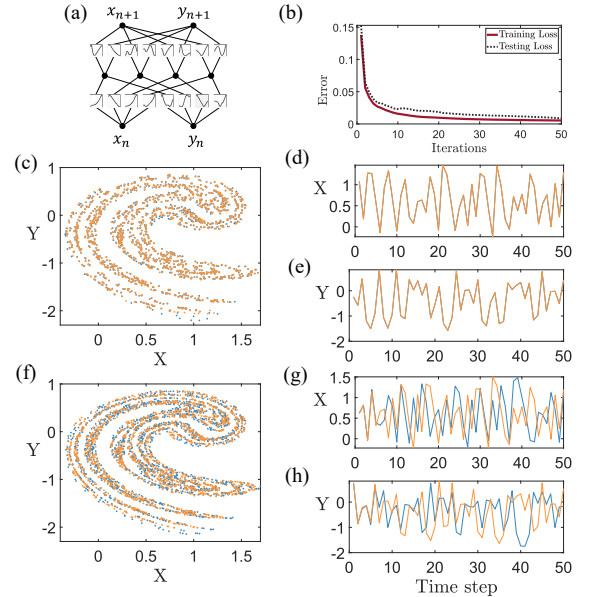 (a)
x_{n+1} y_{n+1}
x_n y_n
(b)
0.15
0.1
0.05
0
Error
Training Loss
Testing Loss
10 20 30 40 50
Iterations
(c)
1
0
-1
-2
Y
0 0.5 1 1.5
X
(d)
X
1
0.5
0
0 10 20 30 40 50
(e)
Y
0
-1
-2
0 10 20 30 40 50
(f)
1
0
-1
-2
Y
0 0.5 1 1.5
X
(g)
X
1.5
1
0.5
0
0 10 20 30 40 50
(h)
Y
0
-1
-2
0 10 20 30 40 50
Time step